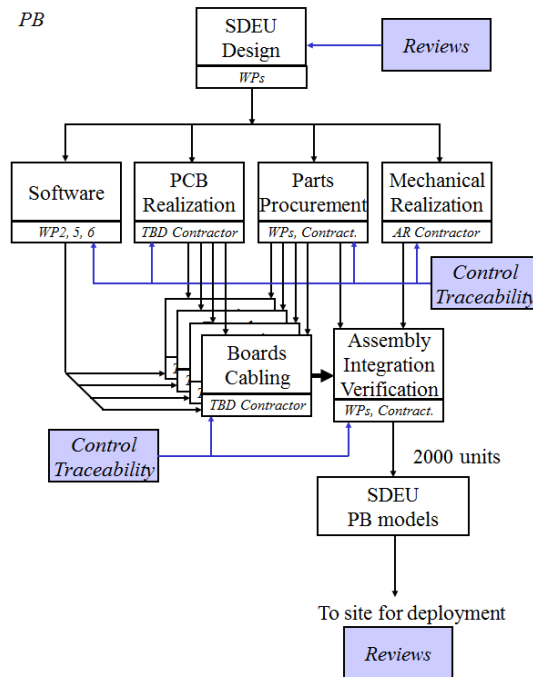 PB
SDEU
Design
WPs
Reviews
Software
WP2, 5, 6
PCB
Realization
TBD Contractor
Parts
Procurement
WPs, Contract.
Mechanical
Realization
AR Contractor
Control
Traceability
T
T
T
Boards
Cabling
TBD Contractor
Assembly
Integration
Verification
WPs, Contract.
Control
Traceability
2000 units
SDEU
PB models
To site for deployment
Reviews